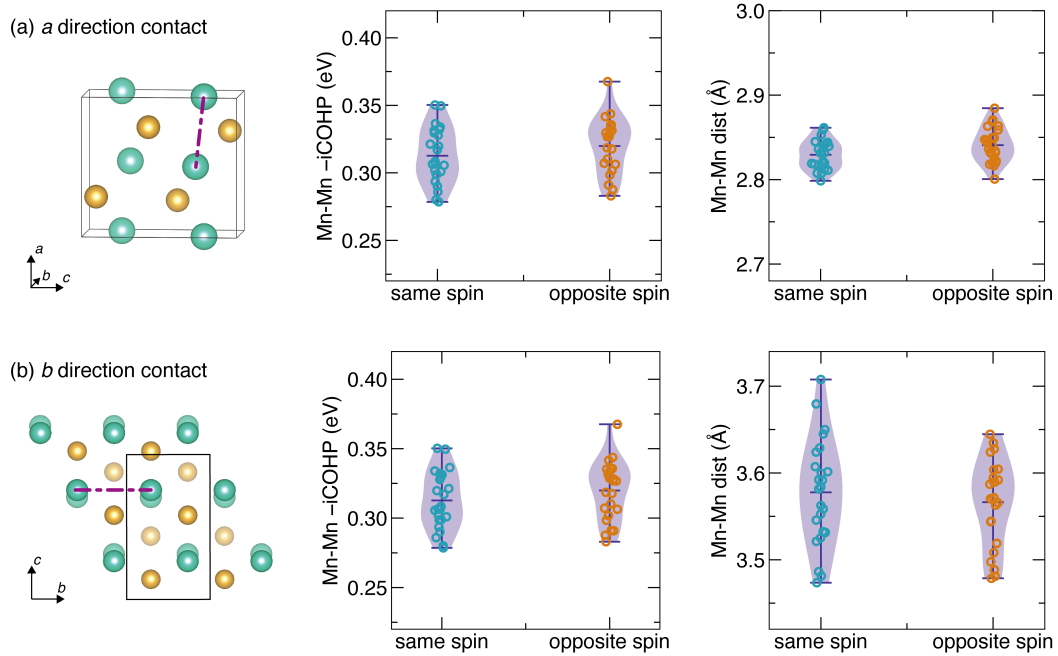 (a) a direction contact
a
b
c
Mn-Mn –iCOHP (eV)
0.40
0.35
0.30
0.25
same spin
opposite spin
Mn-Mn dist (Å)
3.0
2.9
2.8
2.7
same spin
opposite spin
(b) b direction contact
c
b
Mn-Mn –iCOHP (eV)
0.40
0.35
0.30
0.25
same spin
opposite spin
Mn-Mn dist (Å)
3.7
3.6
3.5
same spin
opposite spin